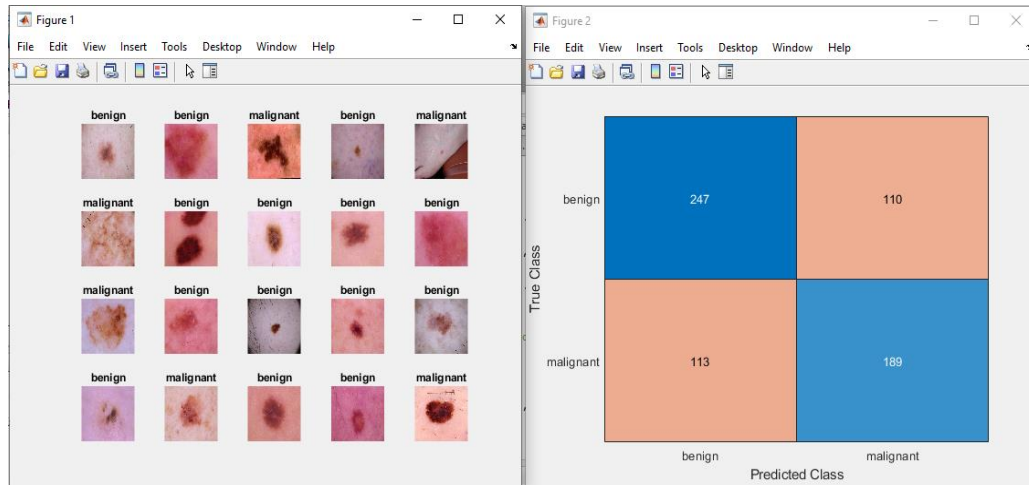 Figure 1
File Edit View Insert Tools Desktop Window Help
benign benign malignant benign malignant
malignant benign benign benign benign
malignant benign benign benign benign
benign malignant benign benign malignant
Figure 2
File Edit View Insert Tools Desktop Window Help
True Class
benign 247 110
malignant 113 189
benign malignant
Predicted Class